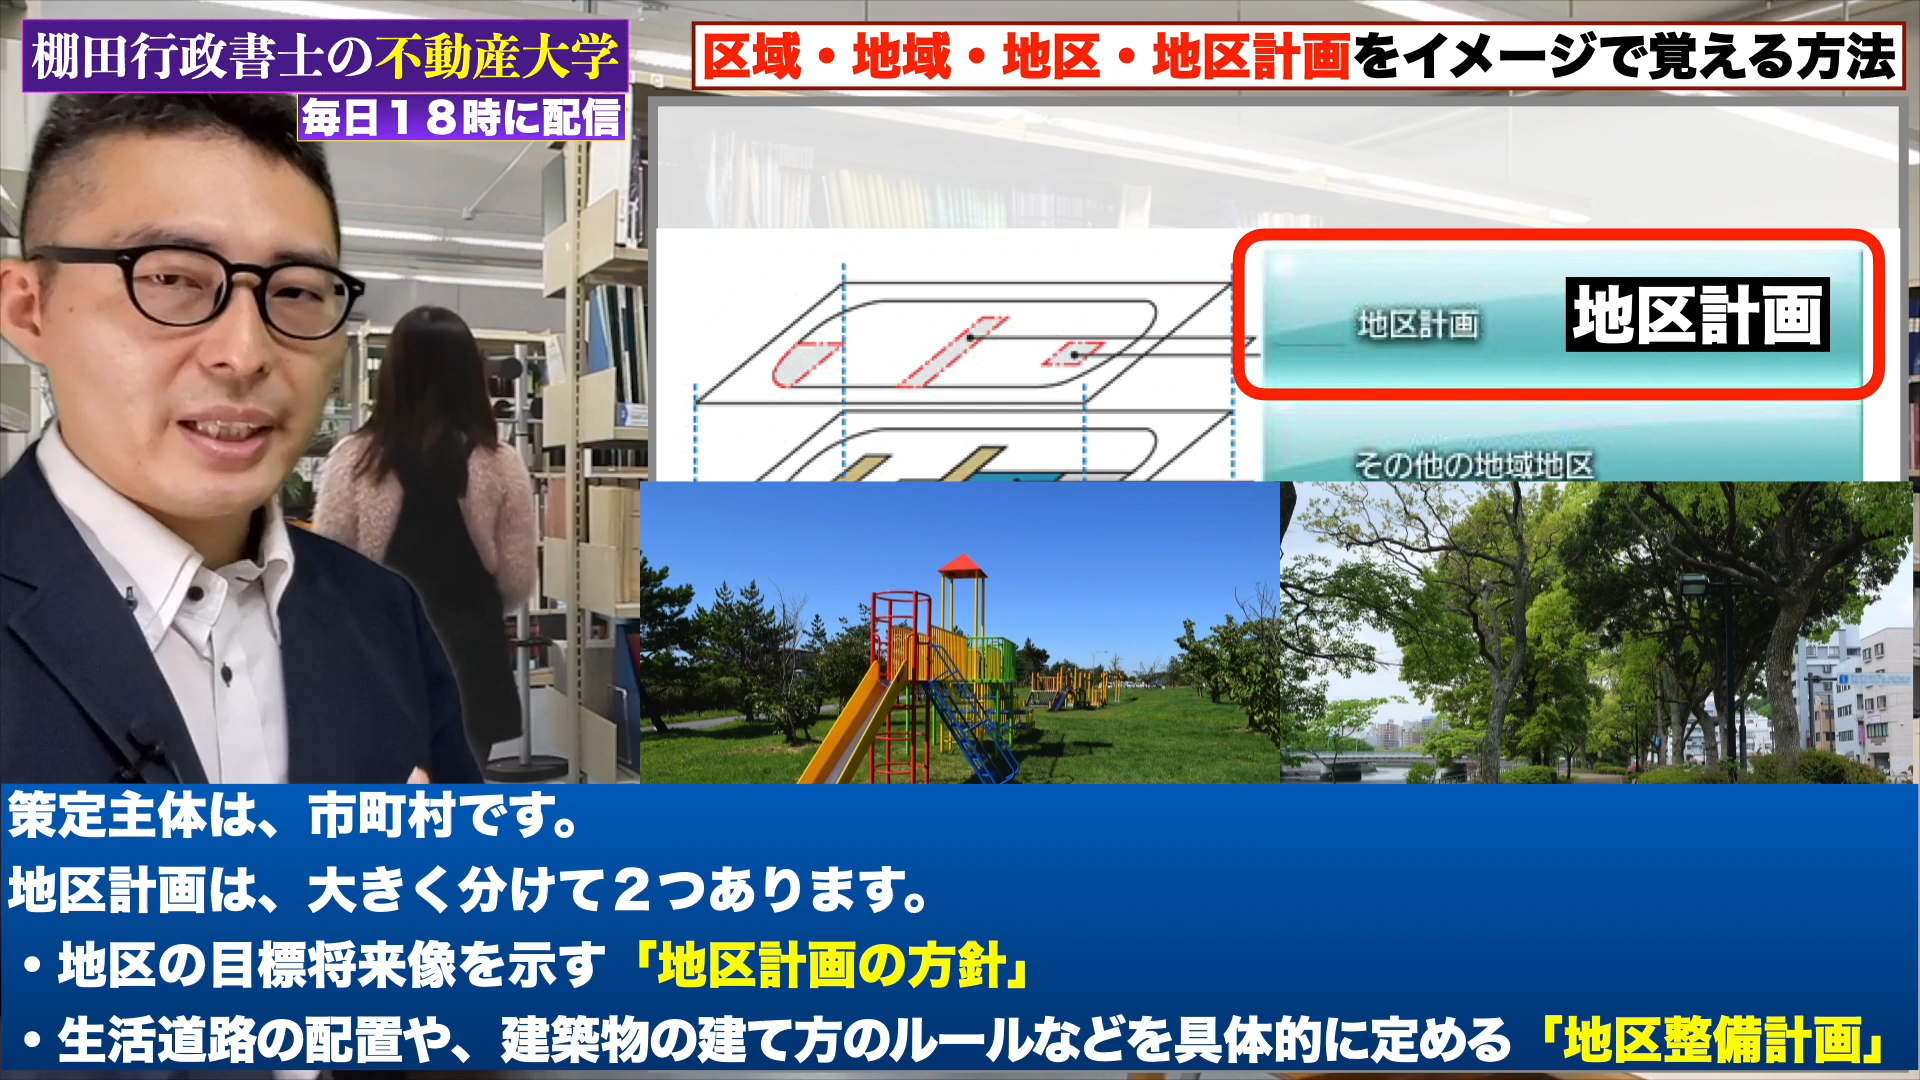 棚田行政書士の不動産大学
毎日18時に配信
区域・地域・地区・地区計画をイメージで覚える方法
地区計画
地区計画
その他の地域地区
策定主体は、市町村です。
地区計画は、大きく分けて２つあります。
・地区の目標将来像を示す「地区計画の方針」
・生活道路の配置や、建築物の建て方のルールなどを具体的に定める「地区整備計画」